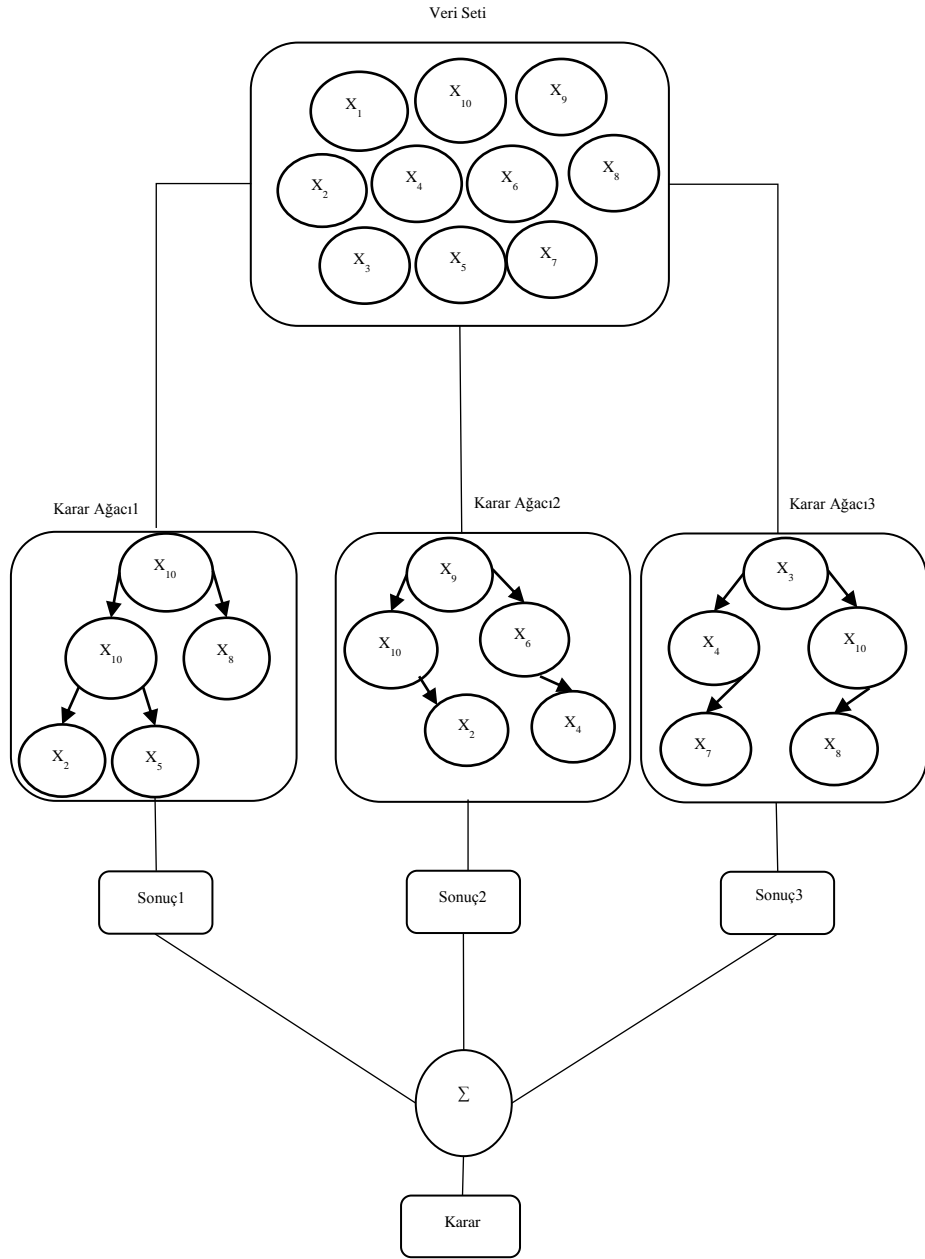 Veri Seti
X1
X10
X9
X2
X4
X6
X8
X3
X5
X7
Karar Ağacı1
Karar Ağacı2
Karar Ağacı3
X10
X10
X8
X2
X5
X9
X10
X6
X2
X4
X3
X4
X10
X7
X8
Sonuç1
Sonuç2
Sonuç3
∑
Karar